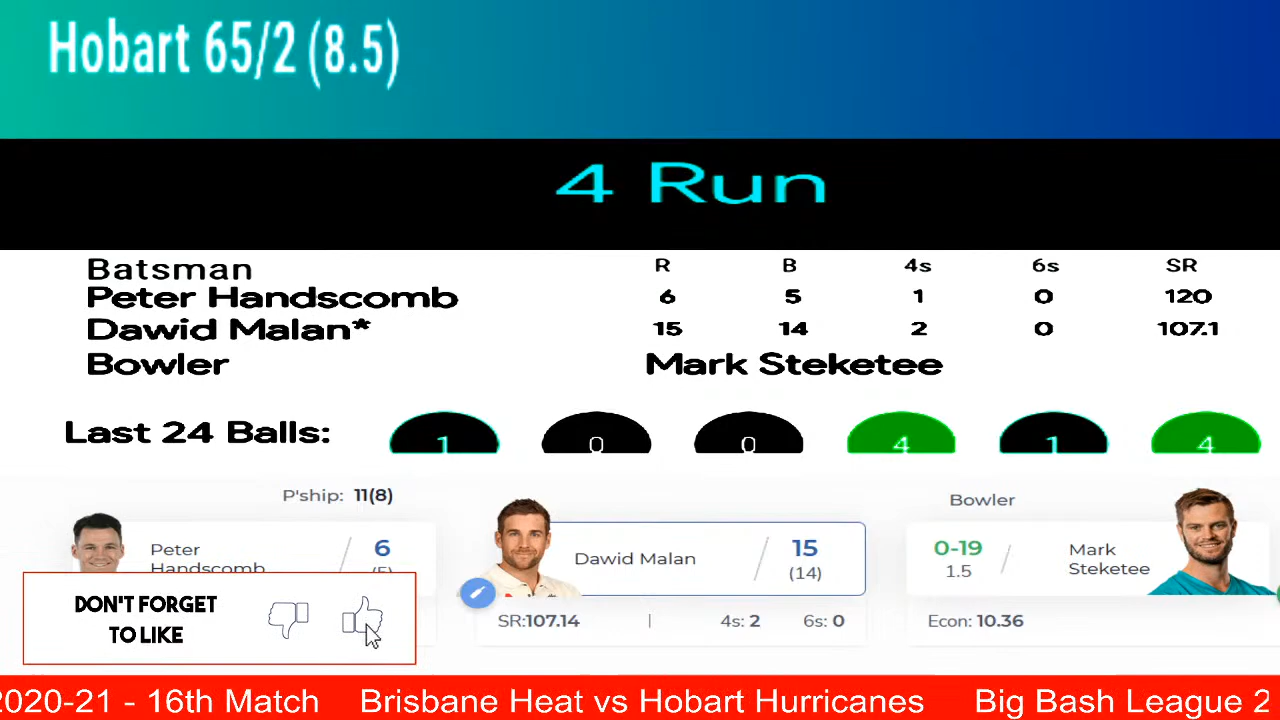 Hobart 65/2 (8.5)
4 Run
Batsman R B 4s 6s SR
Peter Handscomb 6 5 1 0 120
Dawid Malan* 15 14 2 0 107.1
Bowler Mark Steketee
Last 24 Balls: 1 0 0 4 1 4
P'ship: 11(8)
Peter Handscomb 6 (5)
Dawid Malan 15 (14)
SR:107.14 4s: 2 6s: 0
Bowler
0-19 1.5 Mark Steketee
Econ: 10.36
DON'T FORGET
TO LIKE
2020-21 - 16th Match Brisbane Heat vs Hobart Hurricanes Big Bash League 2